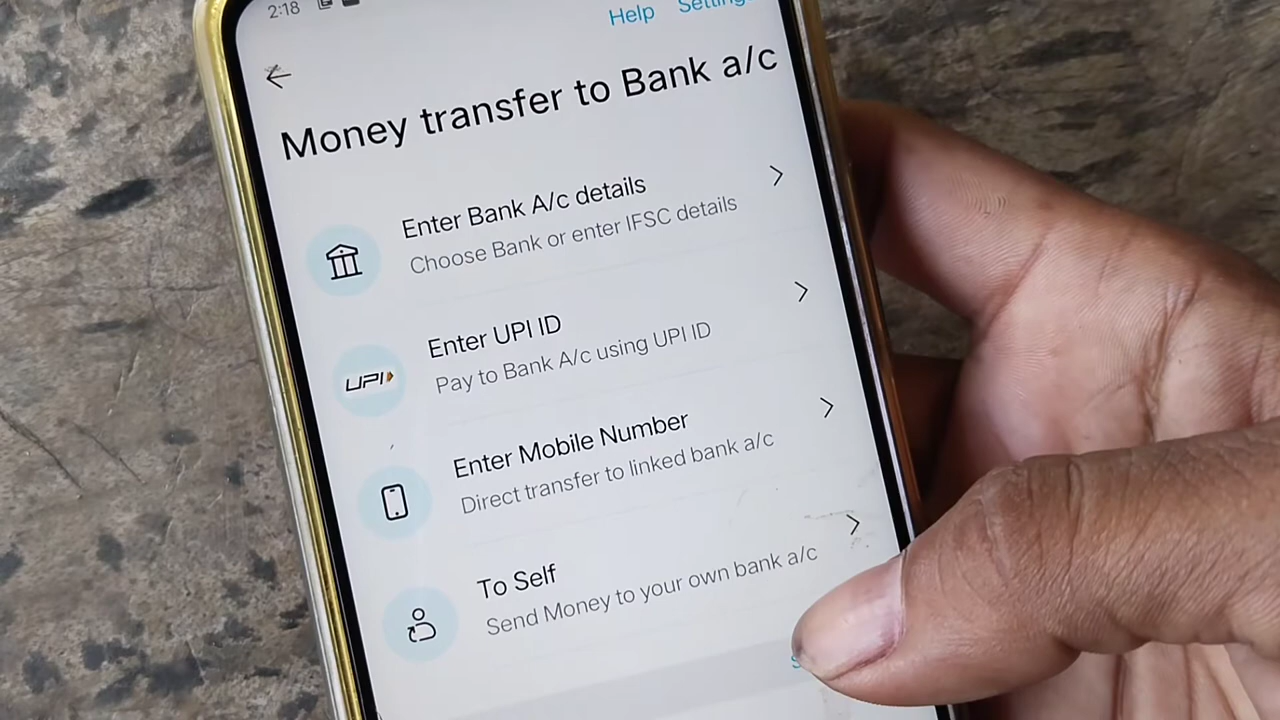 2:18
Help Settings
Money transfer to Bank a/c
Enter Bank A/c details
Choose Bank or enter IFSC details
UPI
Enter UPI ID
Pay to Bank A/c using UPI ID
Enter Mobile Number
Direct transfer to linked bank a/c
To Self
Send Money to your own bank a/c